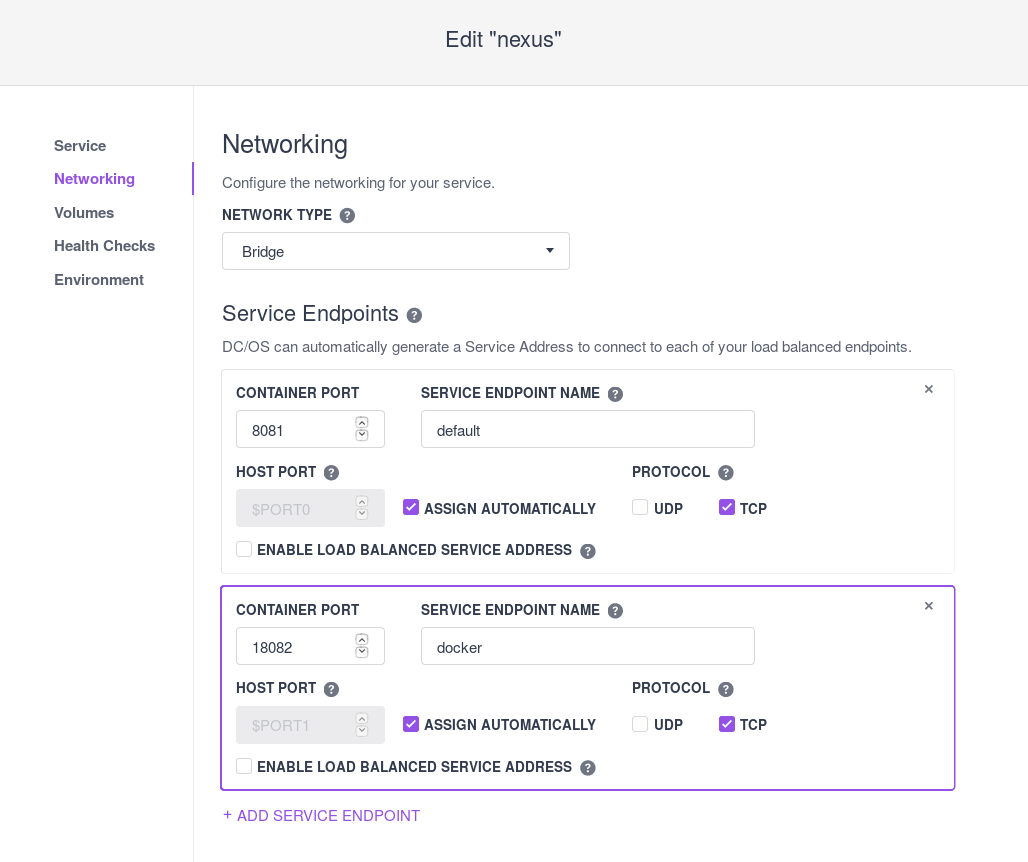 Edit "nexus"
Service
Networking
Volumes
Health Checks
Environment
Networking
Configure the networking for your service.
NETWORK TYPE ?
Bridge
Service Endpoints ?
DC/OS can automatically generate a Service Address to connect to each of your load balanced endpoints.
CONTAINER PORT SERVICE ENDPOINT NAME ? ×
8081 default
HOST PORT ? PROTOCOL ?
$PORT0 ASSIGN AUTOMATICALLY UDP TCP
ENABLE LOAD BALANCED SERVICE ADDRESS ?
CONTAINER PORT SERVICE ENDPOINT NAME ? ×
18082 docker
HOST PORT ? PROTOCOL ?
$PORT1 ASSIGN AUTOMATICALLY UDP TCP
ENABLE LOAD BALANCED SERVICE ADDRESS ?
+ ADD SERVICE ENDPOINT